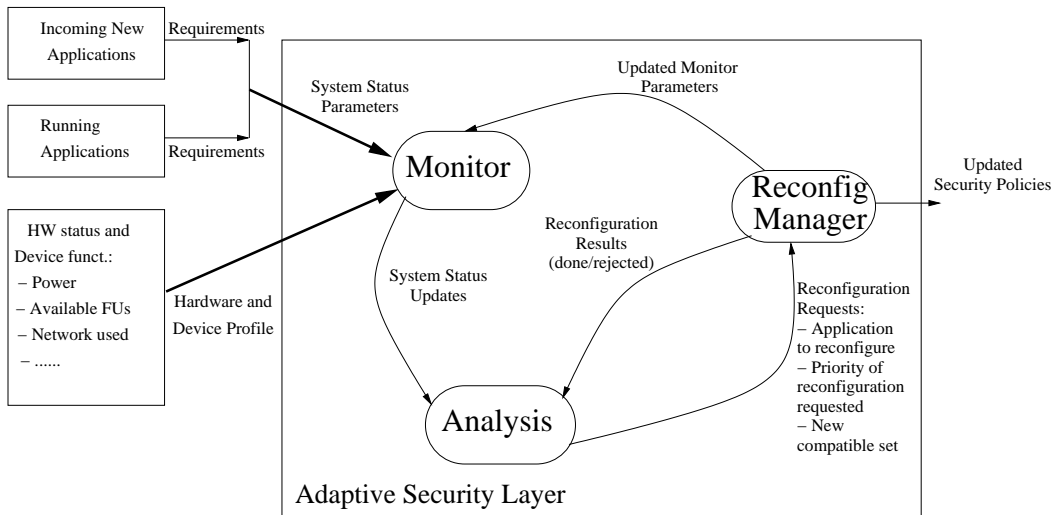 Incoming New
Applications
Requirements
Running
Applications
Requirements
HW status and
Device funct.:
– Power
– Available FUs
– Network used
– ......
Hardware and
Device Profile
System Status
Parameters
Updated Monitor
Parameters
Monitor
Reconfig
Manager
Updated
Security Policies
Reconfiguration
Results
(done/rejected)
System Status
Updates
Reconfiguration
Requests:
– Application
to reconfigure
– Priority of
reconfiguration
requested
– New
compatible set
Analysis
Adaptive Security Layer